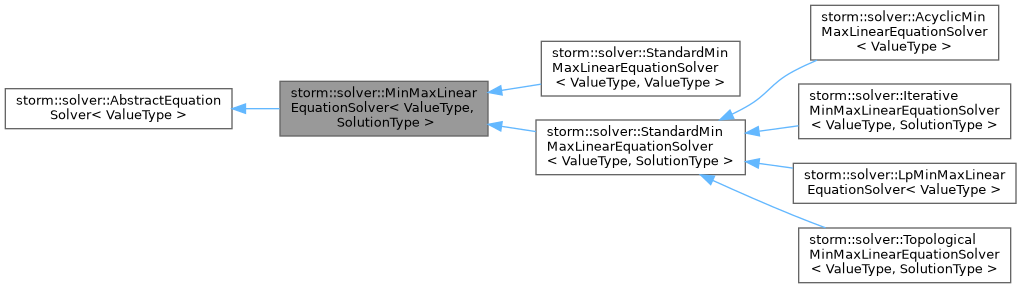 storm::solver::AbstractEquation
Solver< ValueType >
storm::solver::MinMaxLinear
EquationSolver< ValueType,
SolutionType >
storm::solver::StandardMin
MaxLinearEquationSolver
< ValueType, ValueType >
storm::solver::StandardMin
MaxLinearEquationSolver
< ValueType, SolutionType >
storm::solver::AcyclicMin
MaxLinearEquationSolver
< ValueType >
storm::solver::Iterative
MinMaxLinearEquationSolver
< ValueType, SolutionType >
storm::solver::LpMinMaxLinear
EquationSolver< ValueType >
storm::solver::Topological
MinMaxLinearEquationSolver
< ValueType, SolutionType >